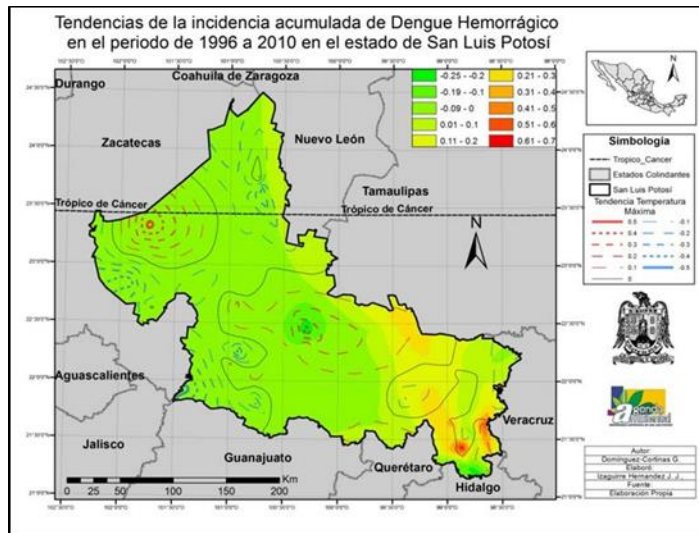 Tendencias de la incidencia acumulada de Dengue Hemorrágico
en el periodo de 1996 a 2010 en el estado de San Luis Potosí
Durango
Coahuila de Zaragoza
Zacatecas
Nuevo León
Tamaulipas
Trópico de Cáncer
Trópico de Cáncer
N
Aguascalientes
Jalisco
Guanajuato
Querétaro
Hidalgo
Veracruz
-0.25 - -0.2
-0.19 - -0.1
-0.09 - 0
0.01 - 0.1
0.11 - 0.2
0.21 - 0.3
0.31 - 0.4
0.41 - 0.5
0.51 - 0.6
0.61 - 0.7
Km
0 25 50 100 150 200
N
Simbología
Tropico_Cancer
Estados Colindantes
San Luis Potosí
Tendencia Temperatura
Máxima
0.5
0.4
0.3
0.2
0.1
0
-0.1
-0.2
-0.3
-0.4
-0.5
agenda
ambiental
Autor:
Domínguez-Cortinas G.
Elaboró:
Izaguirre Hernandez J. J.
Fuente:
Elaboración Propia